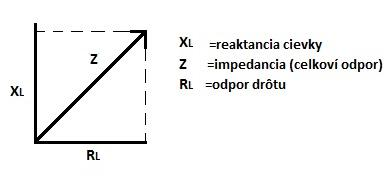 Z
XL
RL
XL =reaktancia cievky
Z =impedancia (celkoví odpor)
RL =odpor drôtu